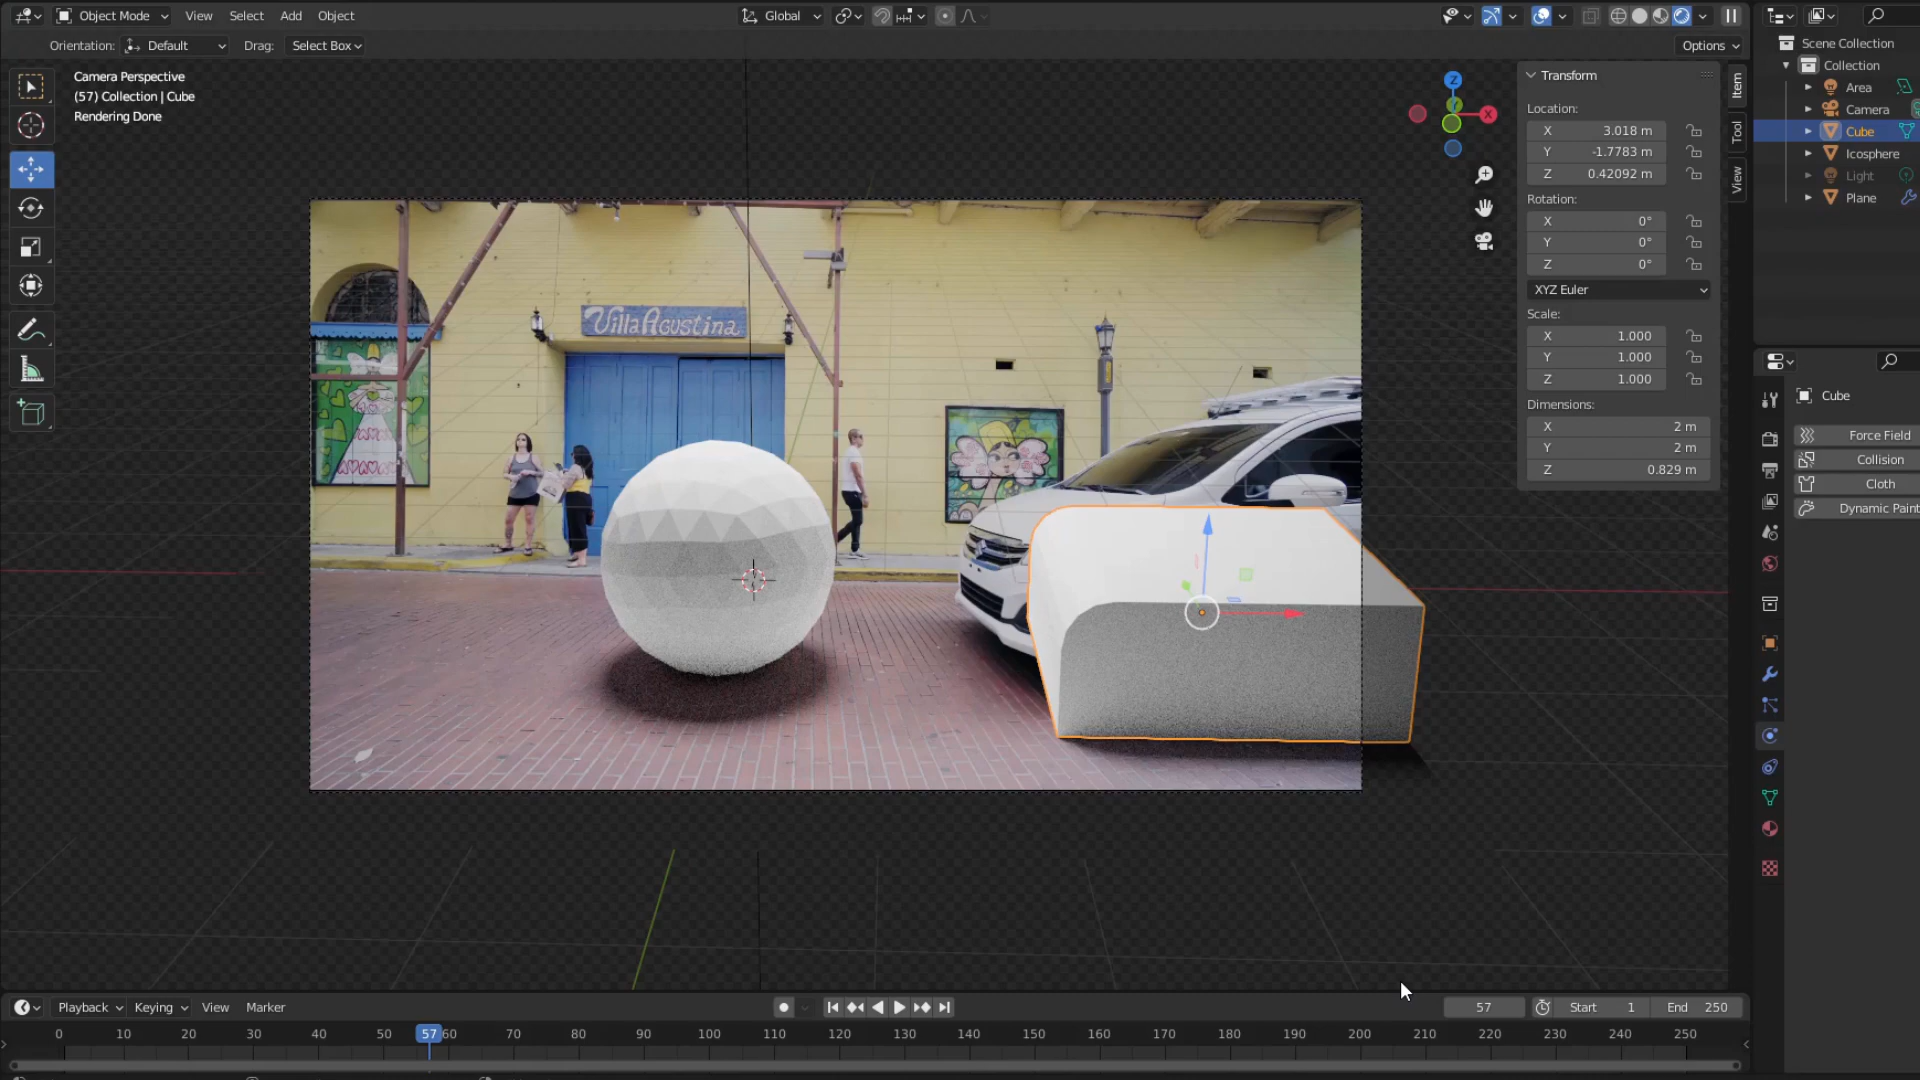 Object Mode View Select Add Object Global
Orientation: Default Drag: Select Box Options
Camera Perspective
(57) Collection | Cube
Rendering Done
Villa Agustina
Transform
Location:
X 3.018 m
Y -1.7783 m
Z 0.42092 m
Rotation:
X 0°
Y 0°
Z 0°
XYZ Euler
Scale:
X 1.000
Y 1.000
Z 1.000
Dimensions:
X 2 m
Y 2 m
Z 0.829 m
Item
Tool
View
Z
Y
X
Scene Collection
Collection
Area
Camera
Cube
Icosphere
Light
Plane
Cube
Force Field
Collision
Cloth
Dynamic Paint
Playback Keying View Marker 57 Start 1 End 250
0 10 20 30 40 50 57 60 70 80 90 100 110 120 130 140 150 160 170 180 190 200 210 220 230 240 250